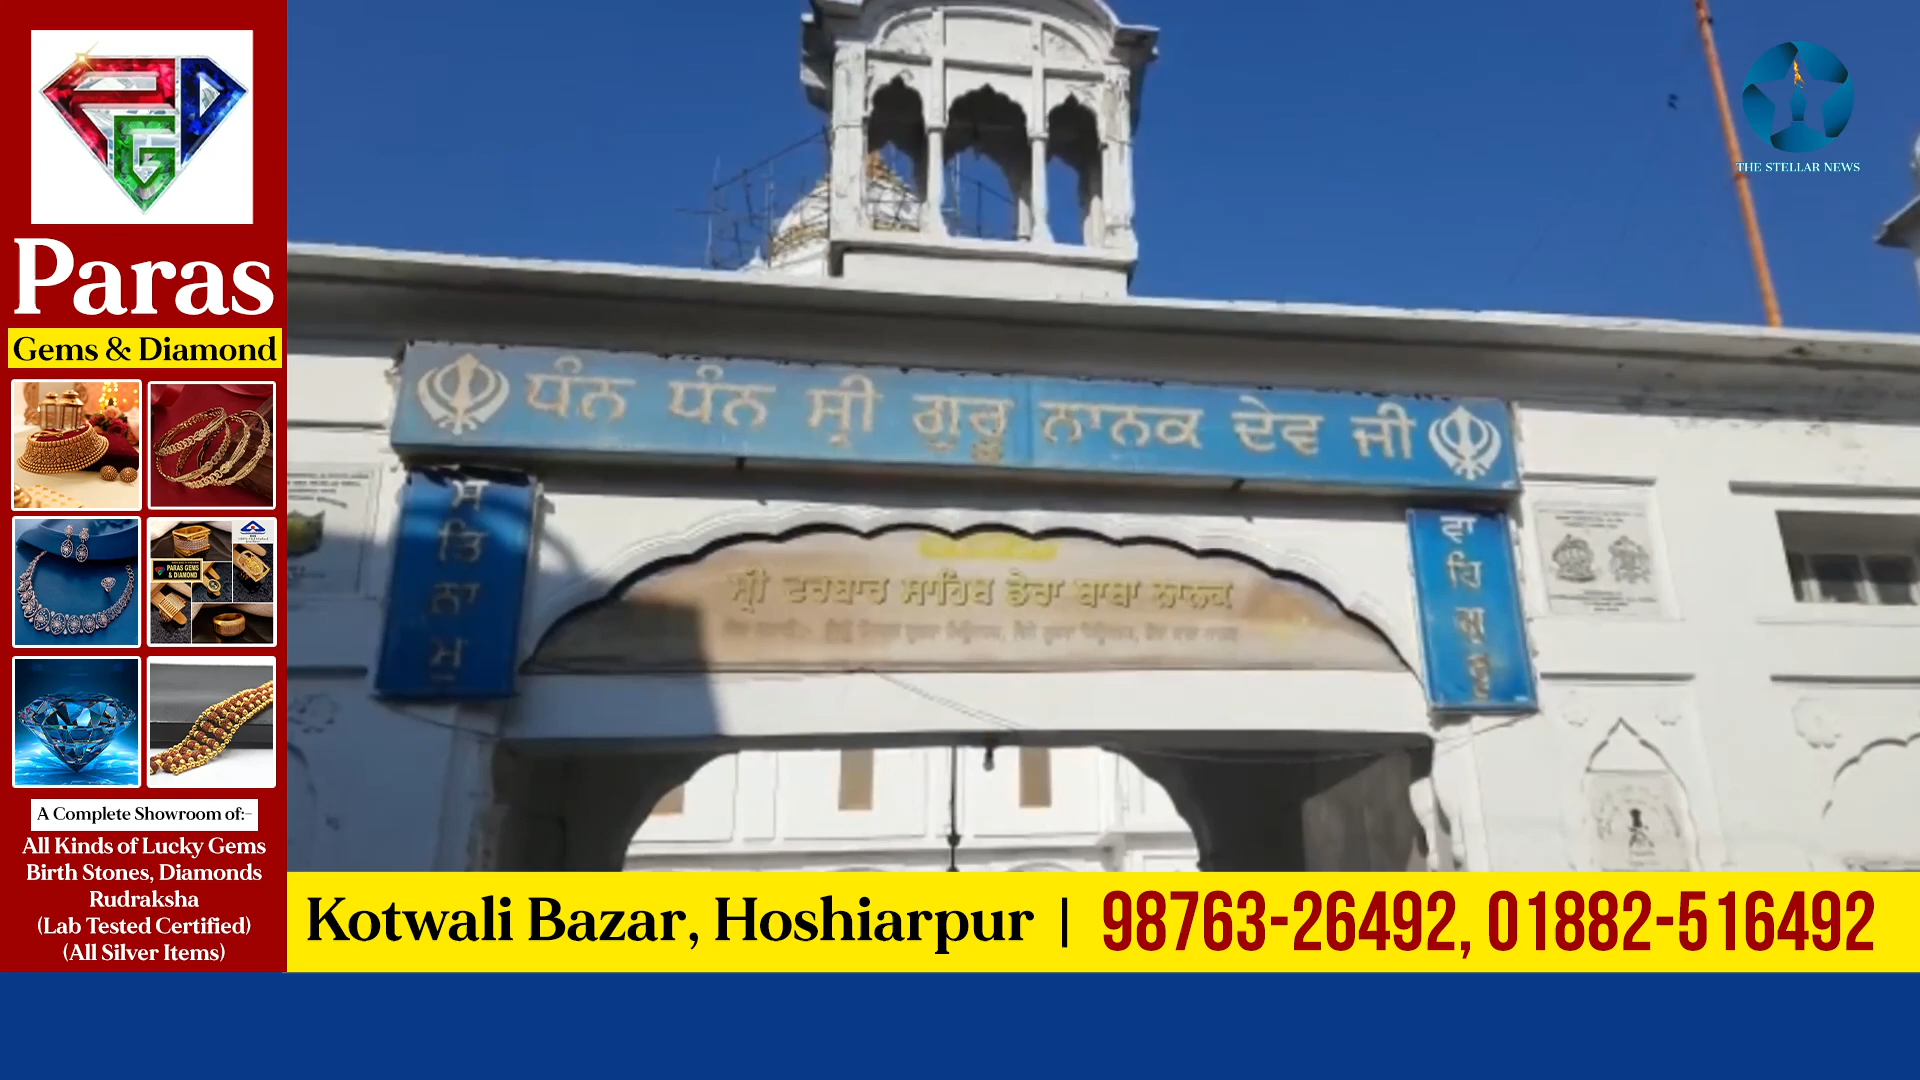 PGD
Paras
Gems & Diamond
PARAS GEMS
& DIAMOND
A Complete Showroom of:-
All Kinds of Lucky Gems
Birth Stones, Diamonds
Rudraksha
(Lab Tested Certified)
(All Silver Items)
THE STELLAR NEWS
ਧੰਨ ਧੰਨ ਸ੍ਰੀ ਗੁਰੂ ਨਾਨਕ ਦੇਵ ਜੀ
ਸ
ਤਿ
ਨਾ
ਮੁ
ਸ੍ਰੀ ਦਰਬਾਰ ਸਾਹਿਬ ਡੇਰਾ ਬਾਬਾ ਨਾਨਕ
ਵਾ
ਹਿ
ਗੁ
ਰੂ
Kotwali Bazar, Hoshiarpur | 98763-26492, 01882-516492